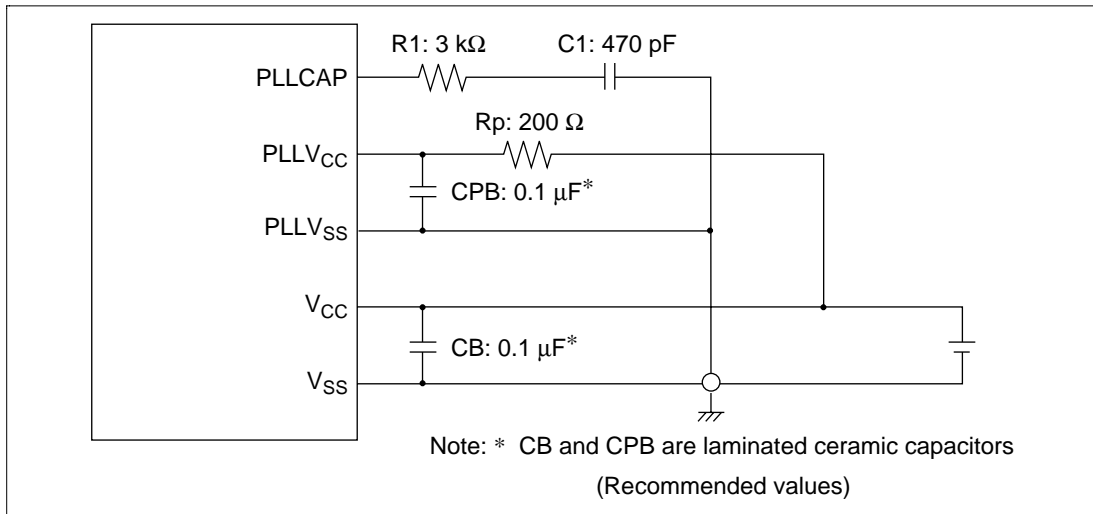 R1: 3 kΩ
C1: 470 pF
PLLCAP
Rp: 200 Ω
PLLVCC
CPB: 0.1 μF*
PLLVSS
VCC
CB: 0.1 μF*
VSS
Note: * CB and CPB are laminated ceramic capacitors
(Recommended values)